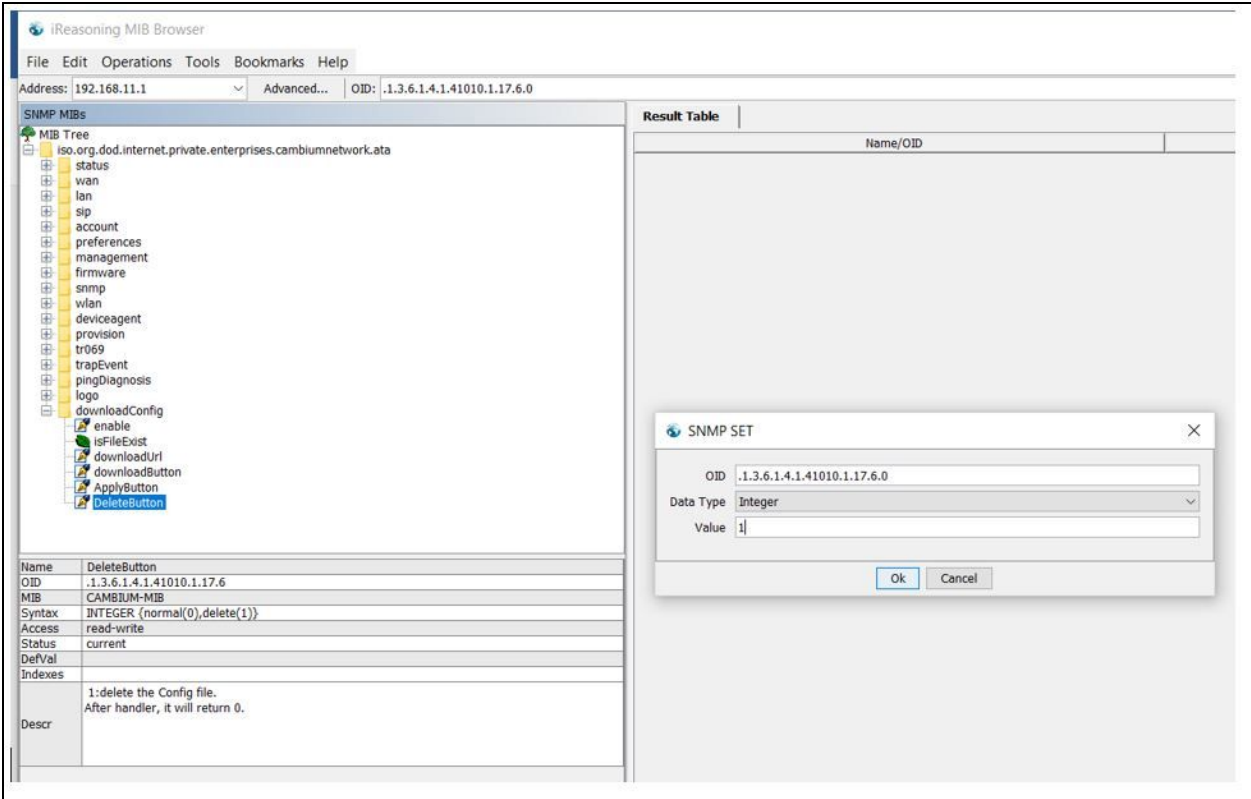 iReasoning MIB Browser
File Edit Operations Tools Bookmarks Help
Address: 192.168.11.1 Advanced... OID: .1.3.6.1.4.1.41010.1.17.6.0
SNMP MIBs
MIB Tree
iso.org.dod.internet.private.enterprises.cambiumnetwork.ata
status
wan
lan
sip
account
preferences
management
firmware
snmp
wlan
deviceagent
provision
tr069
trapEvent
pingDiagnosis
logo
downloadConfig
enable
isFileExist
downloadUrl
downloadButton
ApplyButton
DeleteButton
Name DeleteButton
OID .1.3.6.1.4.1.41010.1.17.6
MIB CAMBIUM-MIB
Syntax INTEGER {normal(0),delete(1)}
Access read-write
Status current
DefVal
Indexes
Descr 1:delete the Config file.
After handler, it will return 0.
Result Table
Name/OID
SNMP SET
OID .1.3.6.1.4.1.41010.1.17.6.0
Data Type Integer
Value 1
Ok Cancel